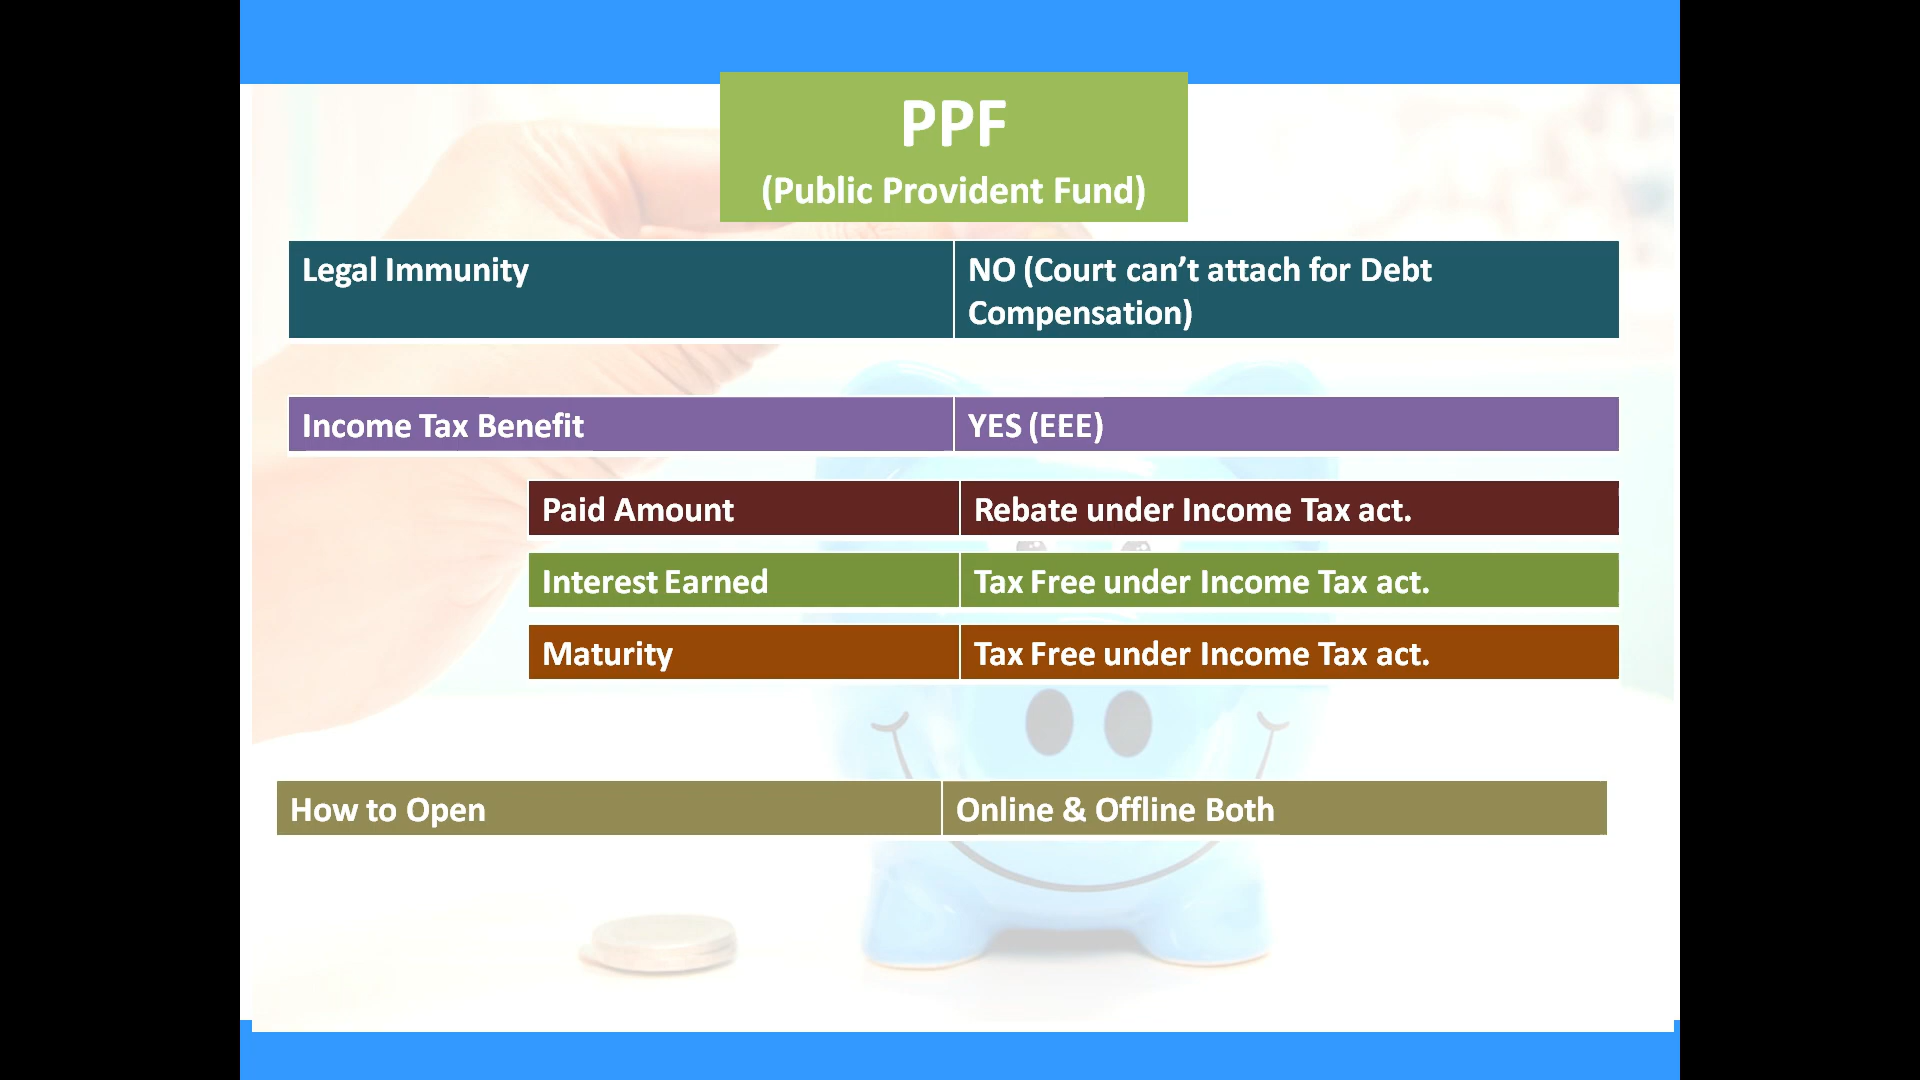 PPF
(Public Provident Fund)
Legal Immunity
NO (Court can’t attach for Debt
Compensation)
Income Tax Benefit
YES (EEE)
Paid Amount
Rebate under Income Tax act.
Interest Earned
Tax Free under Income Tax act.
Maturity
Tax Free under Income Tax act.
How to Open
Online & Offline Both